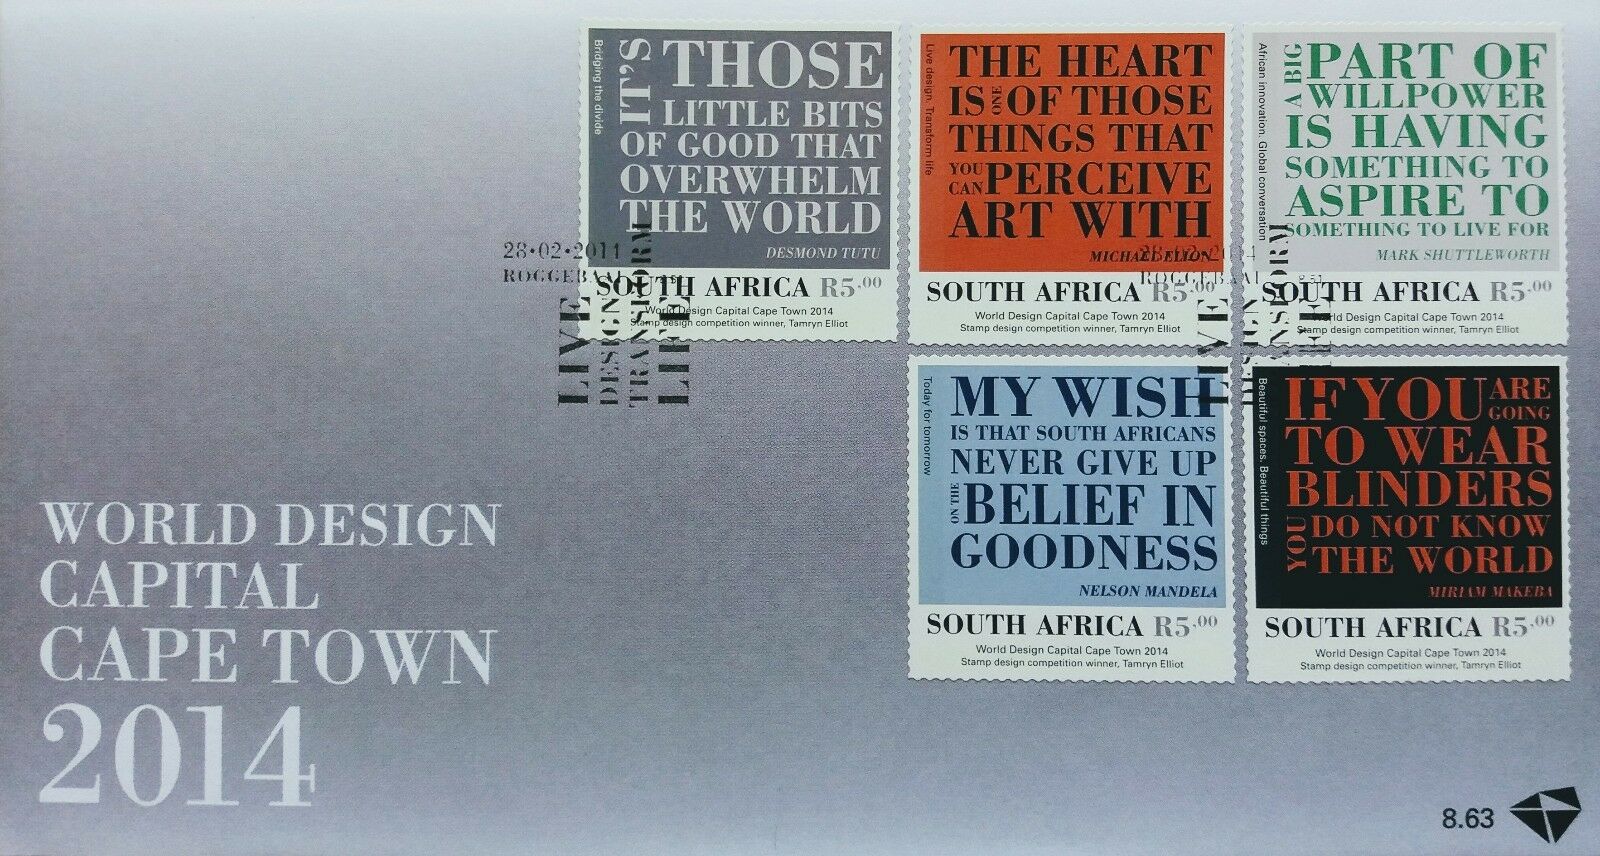 Bridging the divide
IT'S THOSE
LITTLE BITS
OF GOOD THAT
OVERWHELM
THE WORLD
DESMOND TUTU
SOUTH AFRICA R5.00
World Design Capital Cape Town 2014
Stamp design competition winner, Tamryn Elliot
Live design. Transform life
THE HEART
IS ONE OF THOSE
THINGS THAT
YOU CAN PERCEIVE
ART WITH
MICHAEL ELION
SOUTH AFRICA R5.00
World Design Capital Cape Town 2014
Stamp design competition winner, Tamryn Elliot
African innovation. Global conversation
A BIG PART OF
WILLPOWER
IS HAVING
SOMETHING TO
ASPIRE TO
SOMETHING TO LIVE FOR
MARK SHUTTLEWORTH
SOUTH AFRICA R5.00
World Design Capital Cape Town 2014
Stamp design competition winner, Tamryn Elliot
28•02•2014
ROGGEBAAI
LIVE
DESIGN
TRANSFORM
LIFE
28•02•2014
ROGGEBAAI
LIVE
DESIGN
TRANSFORM
LIFE
Today for tomorrow
MY WISH
IS THAT SOUTH AFRICANS
NEVER GIVE UP
ON THE BELIEF IN
GOODNESS
NELSON MANDELA
SOUTH AFRICA R5.00
World Design Capital Cape Town 2014
Stamp design competition winner, Tamryn Elliot
Beautiful spaces. Beautiful things
IF YOU ARE GOING
TO WEAR
BLINDERS
YOU DO NOT KNOW
THE WORLD
MIRIAM MAKEBA
SOUTH AFRICA R5.00
World Design Capital Cape Town 2014
Stamp design competition winner, Tamryn Elliot
WORLD DESIGN
CAPITAL
CAPE TOWN
2014
8.63